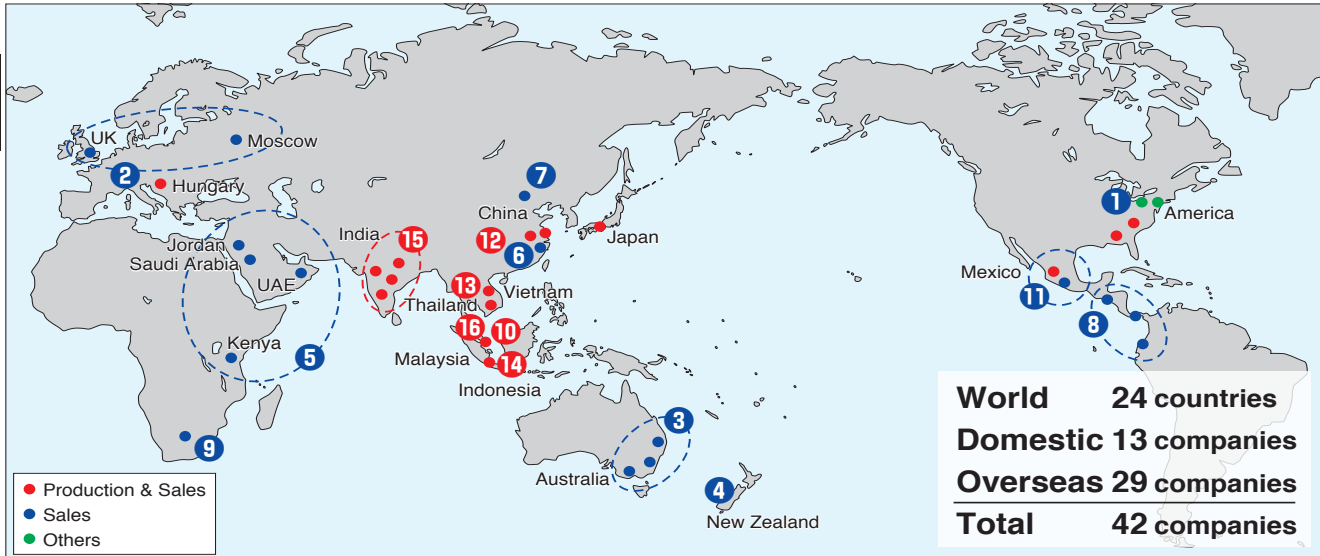 UK
Moscow
2
Hungary
7
China
1
America
India
15
12
6
Japan
Jordan
Saudi Arabia
UAE
Mexico
11
13
Vietnam
Thailand
16
10
8
Kenya
5
Malaysia
14
Indonesia
World 24 countries
Domestic 13 companies
Overseas 29 companies
Total 42 companies
3
9
Australia
4
New Zealand
Production & Sales
Sales
Others